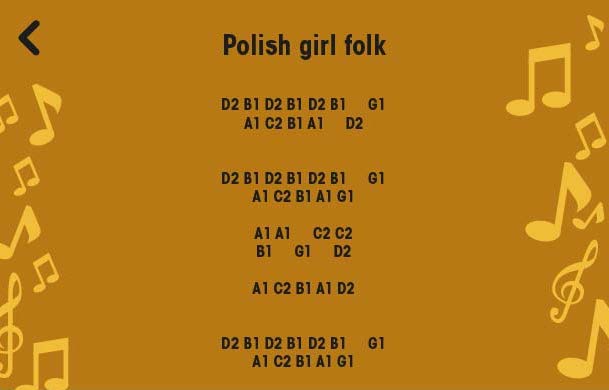 Polish girl folk
D2 B1 D2 B1 D2 B1 G1
A1 C2 B1 A1 D2
D2 B1 D2 B1 D2 B1 G1
A1 C2 B1 A1 G1
A1 A1 C2 C2
B1 G1 D2
A1 C2 B1 A1 D2
D2 B1 D2 B1 D2 B1 G1
A1 C2 B1 A1 G1